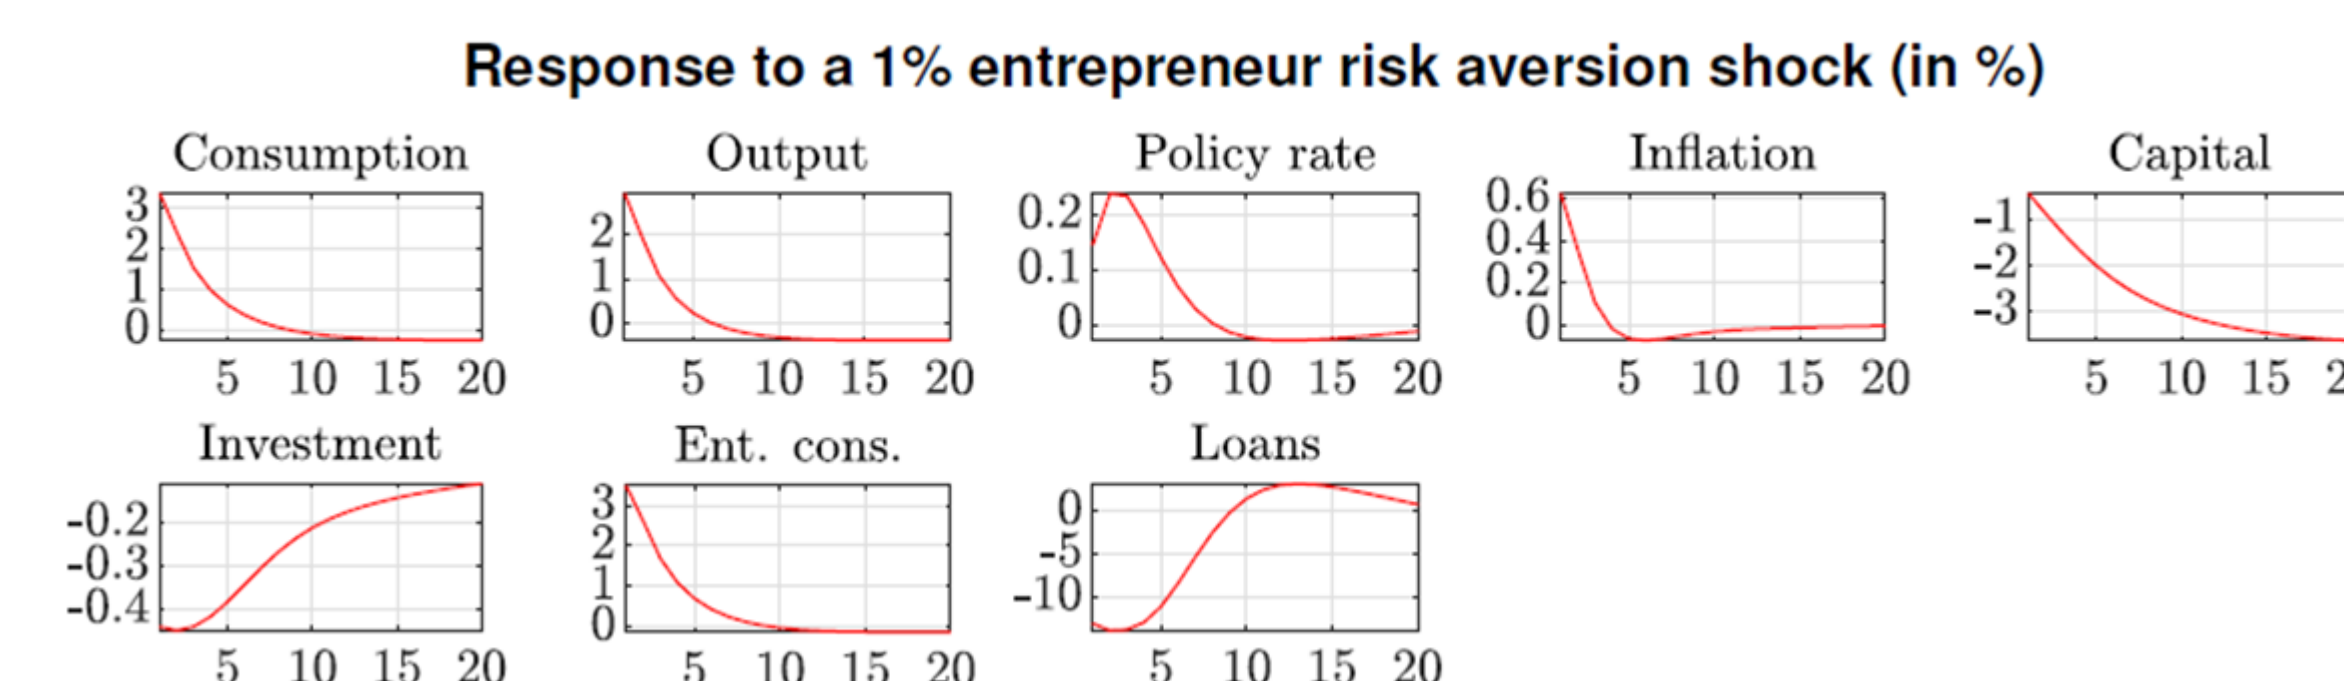 Response to a 1% entrepreneur risk aversion shock (in %)
Consumption
3
2
1
0
5 10 15 20
Output
2
1
0
5 10 15 20
Policy rate
0.2
0.1
0
5 10 15 20
Inflation
0.6
0.4
0.2
0
5 10 15 20
Capital
-1
-2
-3
5 10 15
Investment
-0.2
-0.3
-0.4
5 10 15 20
Ent. cons.
3
2
1
0
5 10 15 20
Loans
0
-5
-10
5 10 15 20